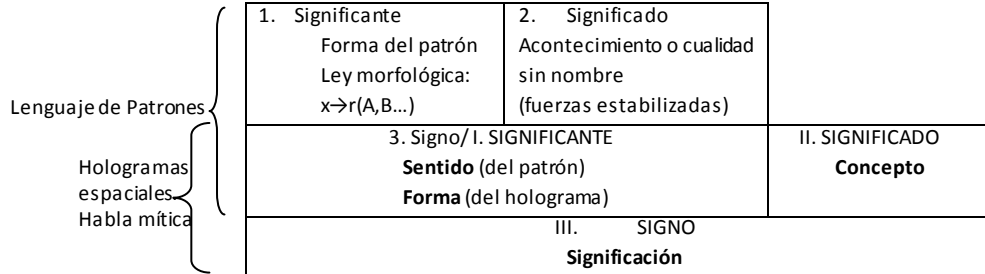 1. Significante
Forma del patrón
Ley morfológica:
x→r(A,B…)
2. Significado
Acontecimiento o cualidad
sin nombre
(fuerzas estabilizadas)
Lenguaje de Patrones
3. Signo/ I. SIGNIFICANTE
Sentido (del patrón)
Forma (del holograma)
II. SIGNIFICADO
Concepto
Hologramas
espaciales.
Habla mítica
III. SIGNO
Significación